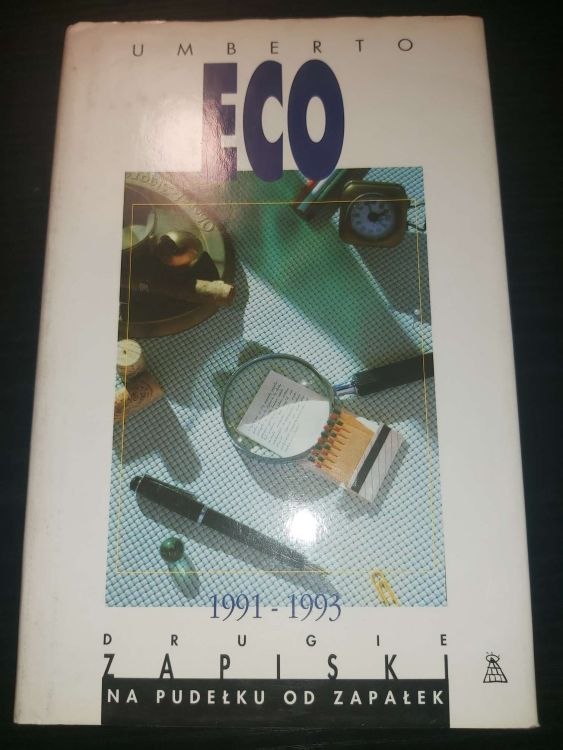 UMBERTO
ECO
1991 - 1993
DRUGIE
ZAPISKI
NA PUDEŁKU OD ZAPAŁEK